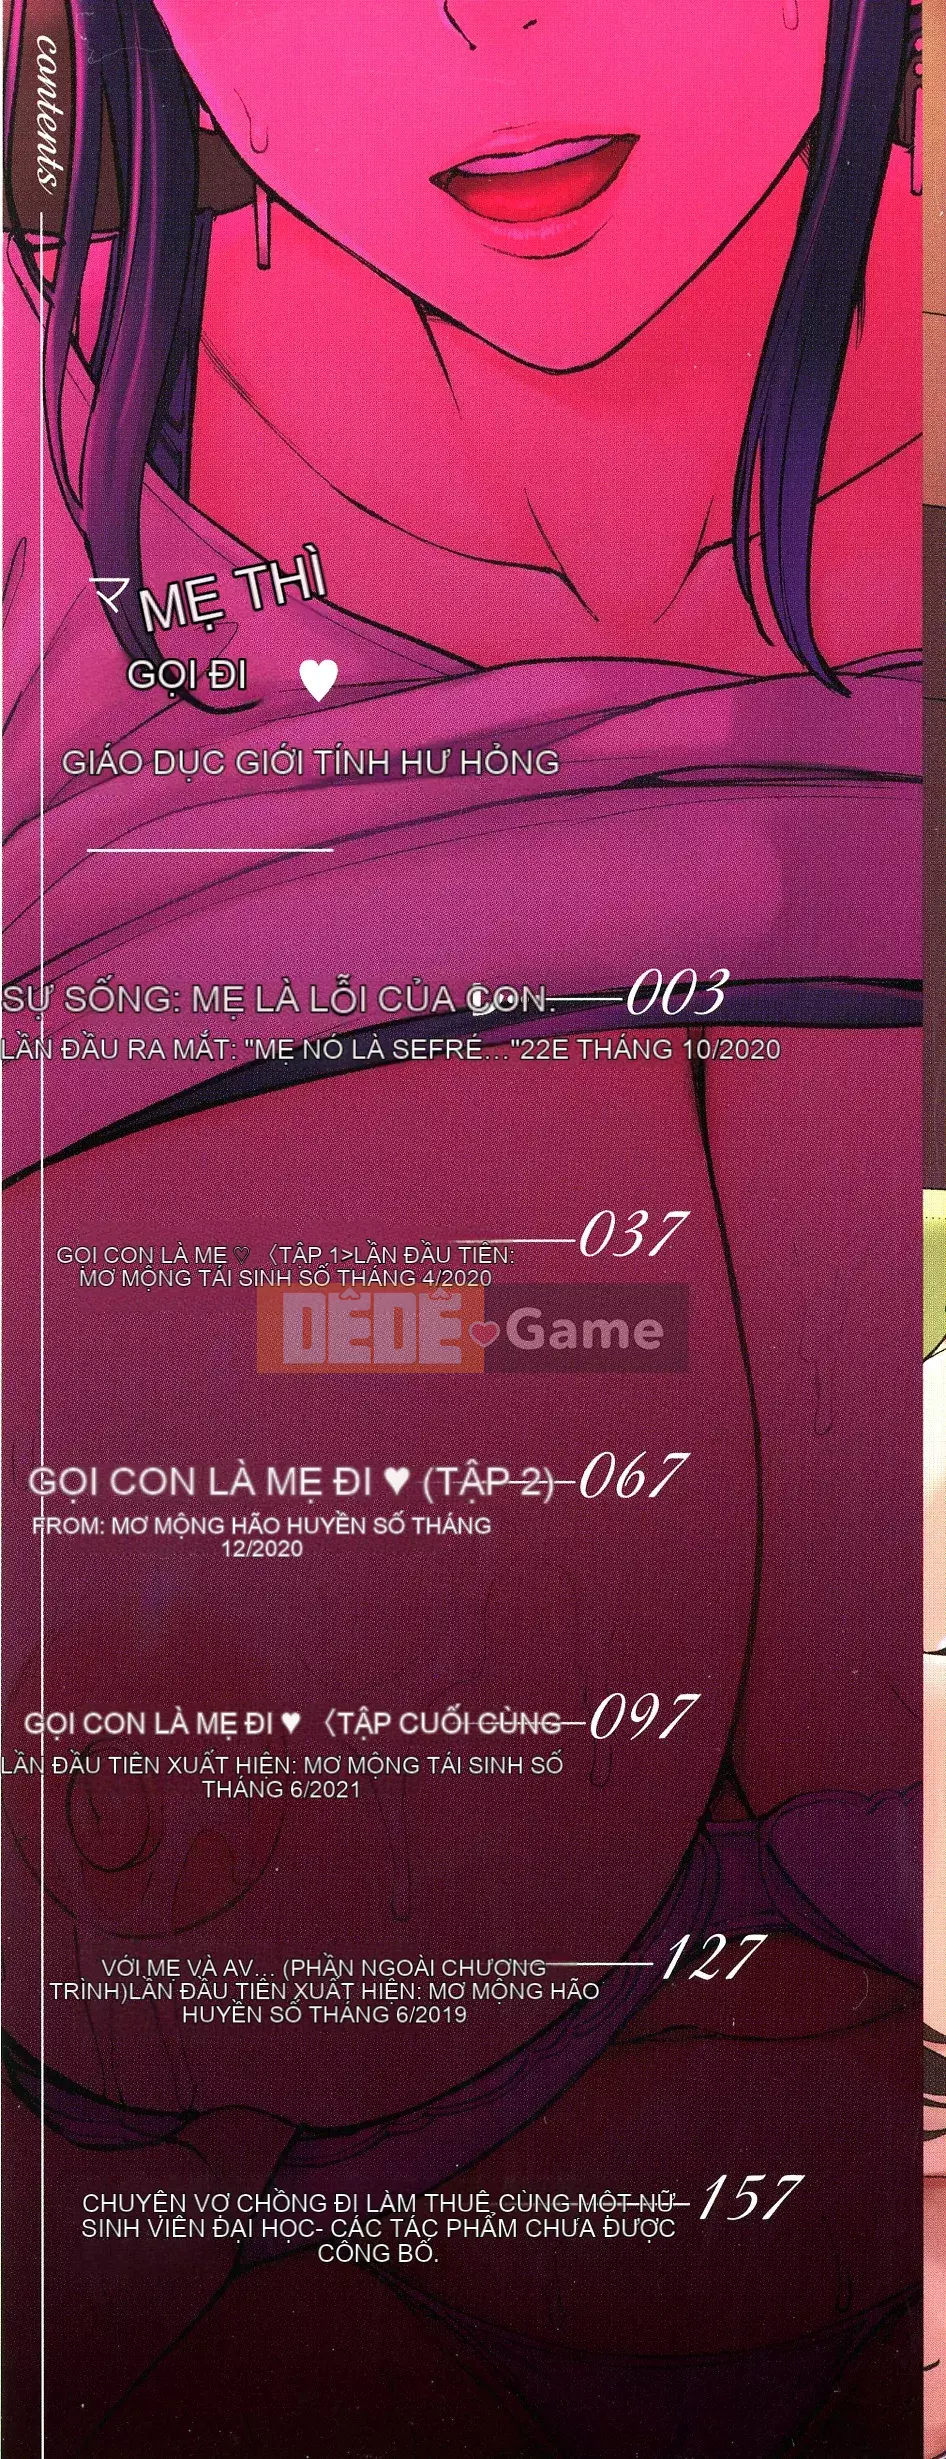 contents
マ MẸ THÌ
GỌI ĐI ♥
GIÁO DỤC GIỚI TÍNH HƯ HỎNG
SỰ SỐNG: MẸ LÀ LỖI CỦA CON. 003
LẦN ĐẦU RA MẮT: "MẸ NÓ LÀ SEFRÉ..."22E THÁNG 10/2020
037
GỌI CON LÀ MẸ ♡ 〈TẬP 1>LẦN ĐẦU TIÊN:
MƠ MỘNG TÁI SINH SỐ THÁNG 4/2020
DÊDÊ Game
GỌI CON LÀ MẸ ĐI ♥ (TẬP 2) 067
FROM: MƠ MỘNG HÃO HUYỀN SỐ THÁNG
12/2020
GỌI CON LÀ MẸ ĐI ♥ 〈TẬP CUỐI CÙNG 097
LẦN ĐẦU TIÊN XUẤT HIỆN: MƠ MỘNG TÁI SINH SỐ
THÁNG 6/2021
VỚI MẸ VÀ AV... (PHẦN NGOÀI CHƯƠNG 127
TRÌNH)LẦN ĐẦU TIÊN XUẤT HIỆN: MƠ MỘNG HÃO
HUYỀN SỐ THÁNG 6/2019
CHUYỆN VỢ CHỒNG ĐI LÀM THUÊ CÙNG MỘT NỮ 157
SINH VIÊN ĐẠI HỌC- CÁC TÁC PHẨM CHƯA ĐƯỢC
CÔNG BỐ.